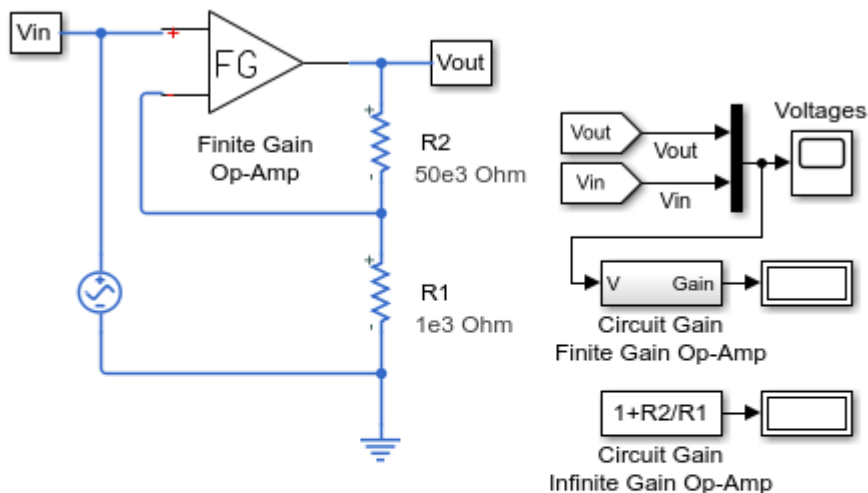 Vin
+
FG
-
Vout
Finite Gain
Op-Amp
+
R2
50e3 Ohm
-
+
R1
1e3 Ohm
-
+
-
Voltages
Vout
Vout
Vin
Vin
V
Gain
Circuit Gain
Finite Gain Op-Amp
1+R2/R1
Circuit Gain
Infinite Gain Op-Amp